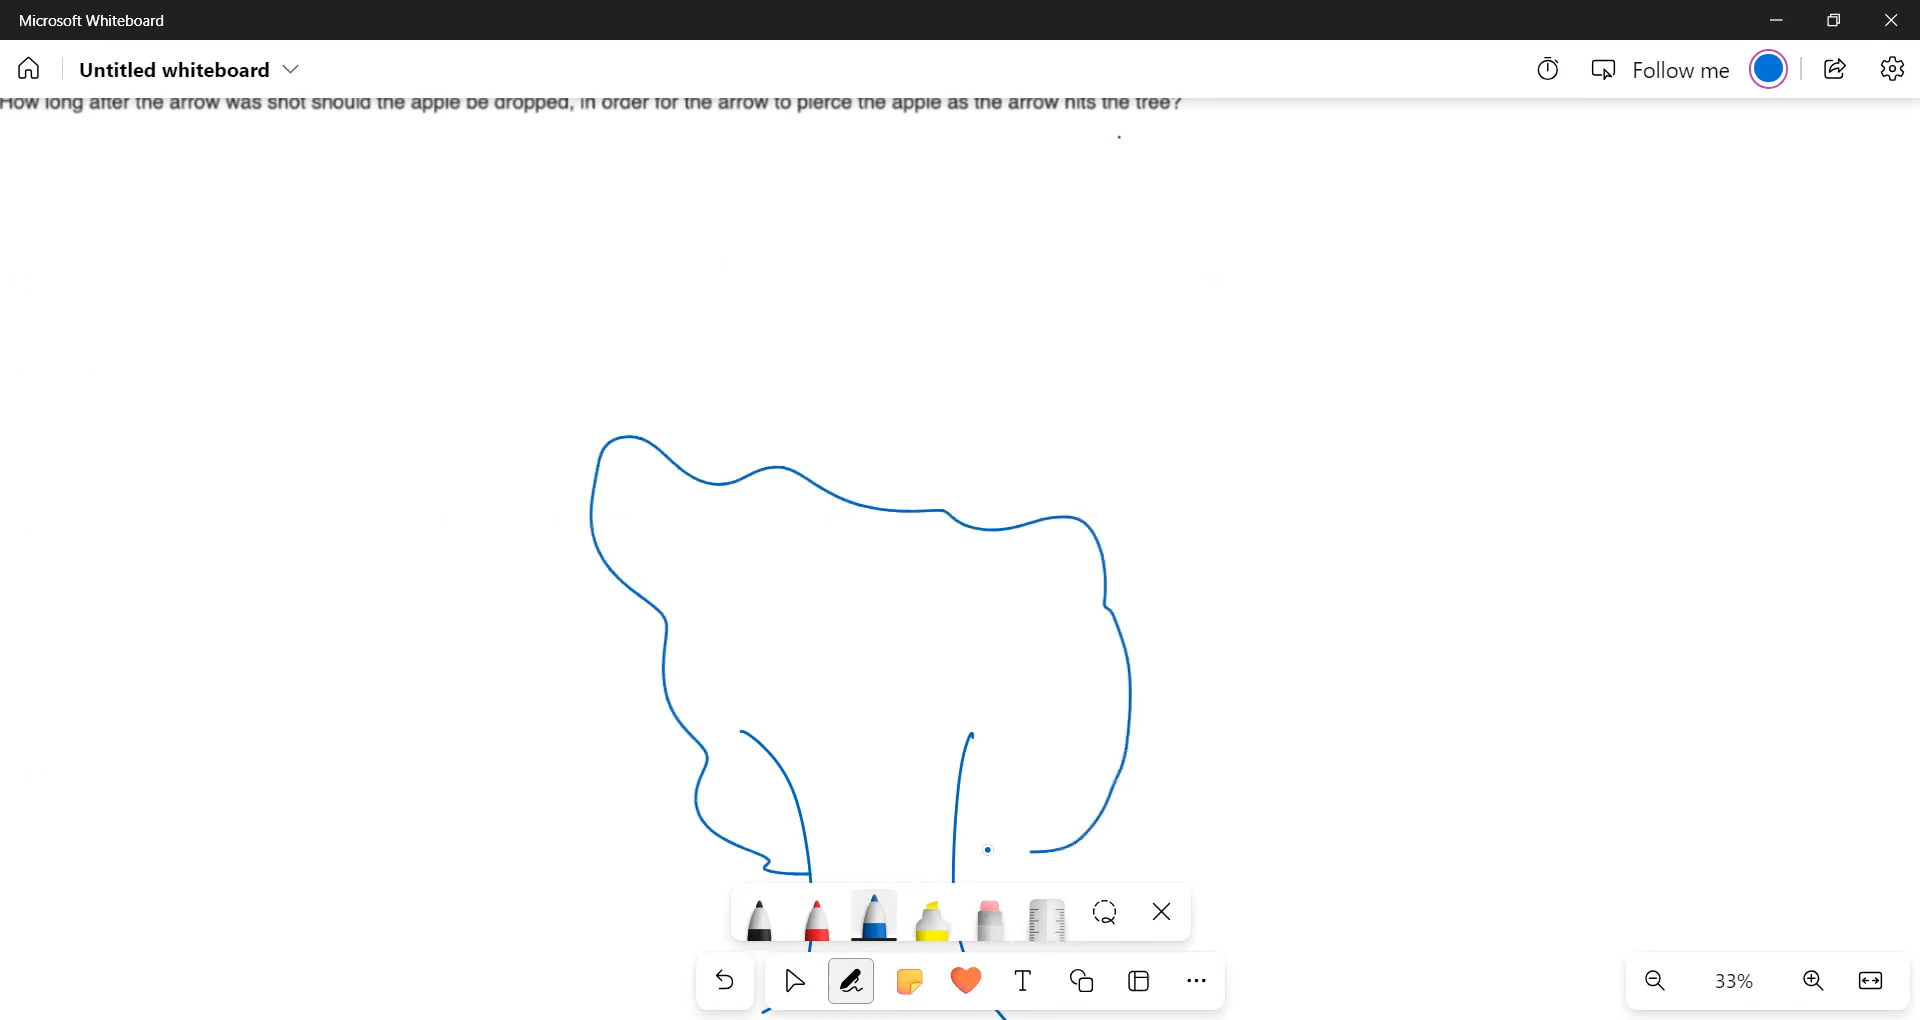 Microsoft Whiteboard
Untitled whiteboard
Follow me
How long after the arrow was shot should the apple be dropped, in order for the arrow to pierce the apple as the arrow hits the tree?
33%